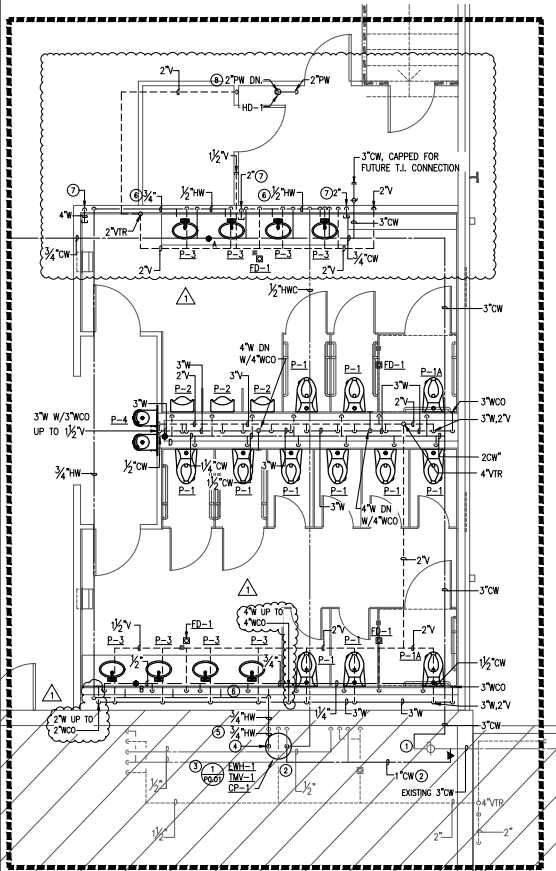 2"V
⑧ 2"PW DN.
2"PW
HD-1
1½"V
3"CW, CAPPED FOR
FUTURE T.I. CONNECTION
⑦
⑥ ¾"
½"HW
2" ⑦
⑥ ½"HW
⑦ 2"
2"V
4"W
2"VTR
3"CW
A
¾"CW
P-3
P-3
P-3
P-3
¾"CW
2"V
2"V
FD-1
1
½"HWC
3"CW
4"W DN
W/4"WCO
P-1
P-1
FD-1
P-1A
3"W
2"V
3"V
P-2
P-2
P-2
3"W
3"WCO
3"W W/3"WCO
UP TO 1½"V
P-4
3"W
D
2"V
3"W,2"V
2CW"
½"CW
1¼"CW
3"W
4"VTR
¾"HW
1½"CW
P-1
P-1
P-1
P-1
P-1
P-1
3"W
4"W DN
W/4"WCO
2"V
1
3"CW
1½"V
FD-1
4"W UP TO
4"WCO
P-3
P-3
P-3
P-3
2"V
FD-1
2"V
P-1
P-1
P-1A
1½"CW
½"
¾"
3"WCO
1
B
⑥
3"W,2"V
2"W UP TO
2"WCO
¾"HW
1¼"
3"W
3"W
3"CW
⑤
¾"HW
④
②
①
③ 1
P0.01
EWH-1
TMV-1
CP-1
1"CW ②
EXISTING 3"CW
½"
½"
4"VTR
1½"
2"
2"
2"